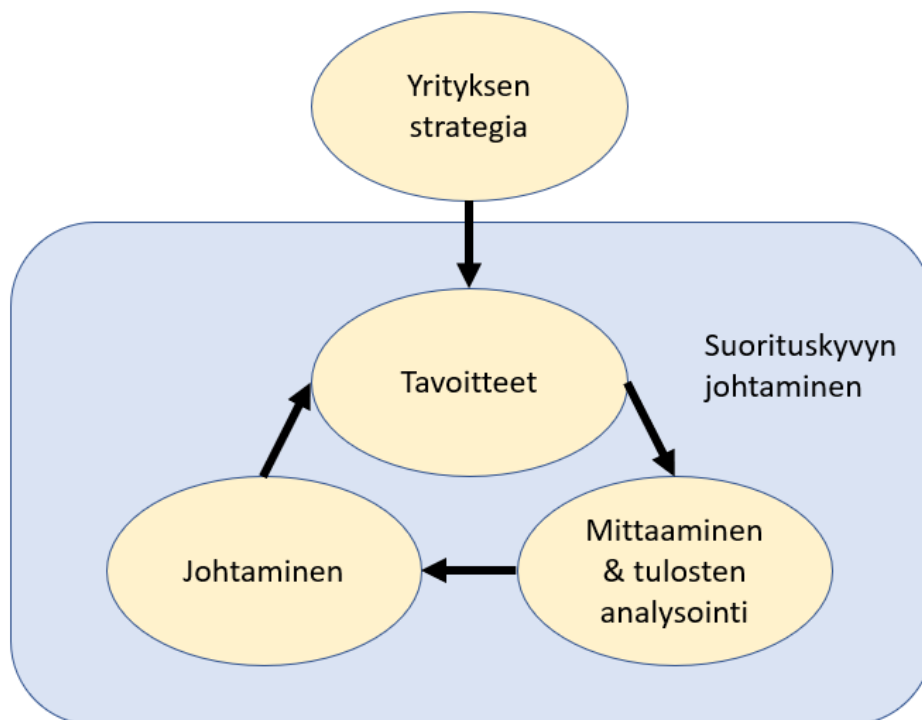 Yrityksen
strategia
Tavoitteet
Suorituskyvyn
johtaminen
Johtaminen
Mittaaminen
& tulosten
analysointi